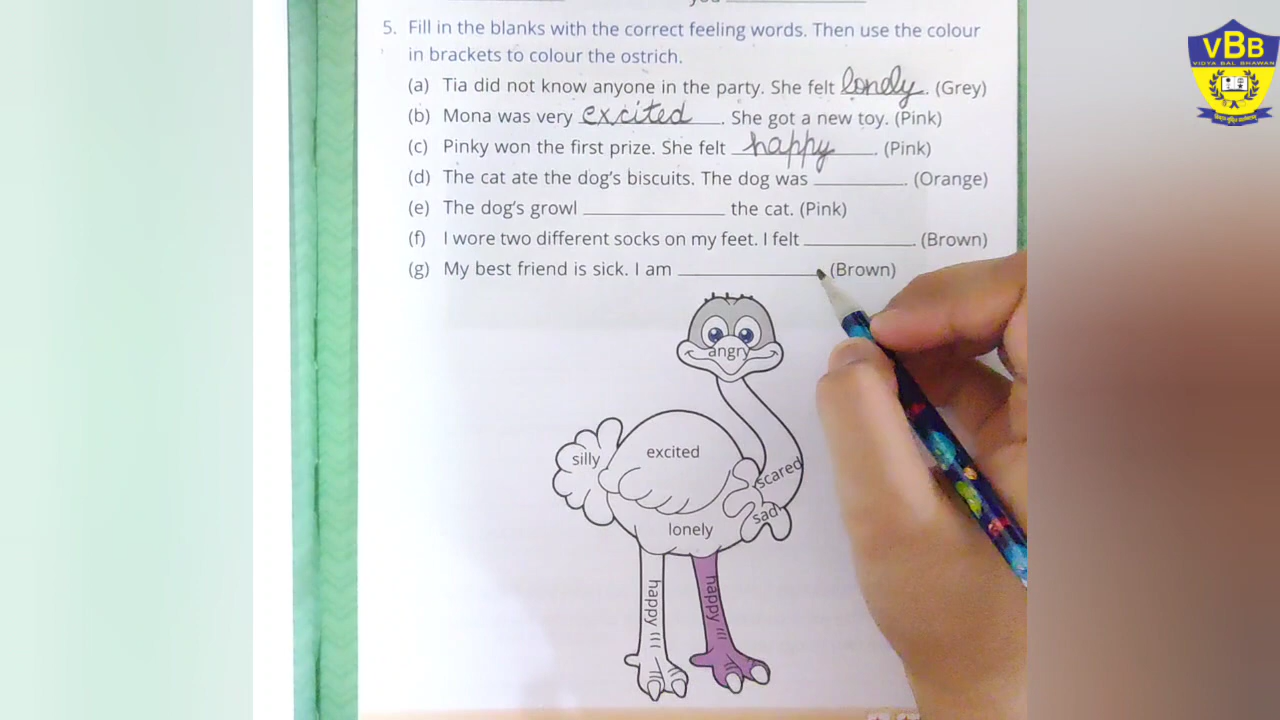 you
5. Fill in the blanks with the correct feeling words. Then use the colour
in brackets to colour the ostrich.
(a) Tia did not know anyone in the party. She felt lonely. (Grey)
(b) Mona was very excited. She got a new toy. (Pink)
(c) Pinky won the first prize. She felt happy. (Pink)
(d) The cat ate the dog's biscuits. The dog was ________. (Orange)
(e) The dog's growl ________ the cat. (Pink)
(f) I wore two different socks on my feet. I felt ________. (Brown)
(g) My best friend is sick. I am ________ (Brown)
angry
silly
excited
scared
sad
lonely
happy
happy
VBB
VIDYA BAL BHAWAN